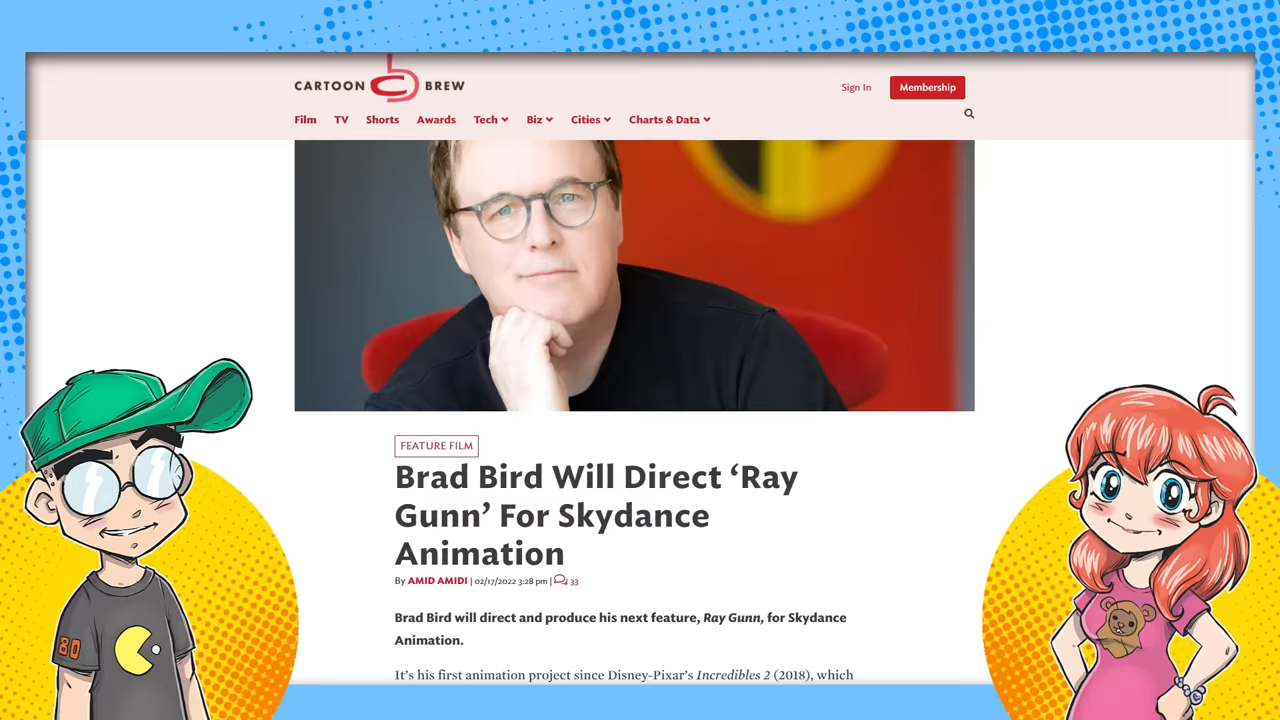 CARTOON BREW
Sign In
Membership
Film TV Shorts Awards Tech Biz Cities Charts & Data
FEATURE FILM
Brad Bird Will Direct ‘Ray
Gunn’ For Skydance
Animation
By AMID AMIDI | 02/17/2022 3:28 pm | 33
Brad Bird will direct and produce his next feature, Ray Gunn, for Skydance
Animation.
It’s his first animation project since Disney-Pixar’s Incredibles 2 (2018), which
80